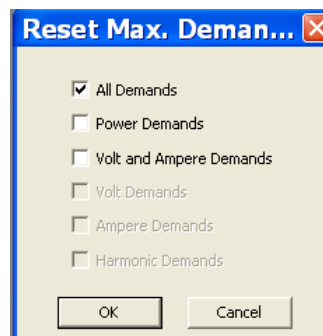 Reset Max. Deman...
All Demands
Power Demands
Volt and Ampere Demands
Volt Demands
Ampere Demands
Harmonic Demands
OK Cancel